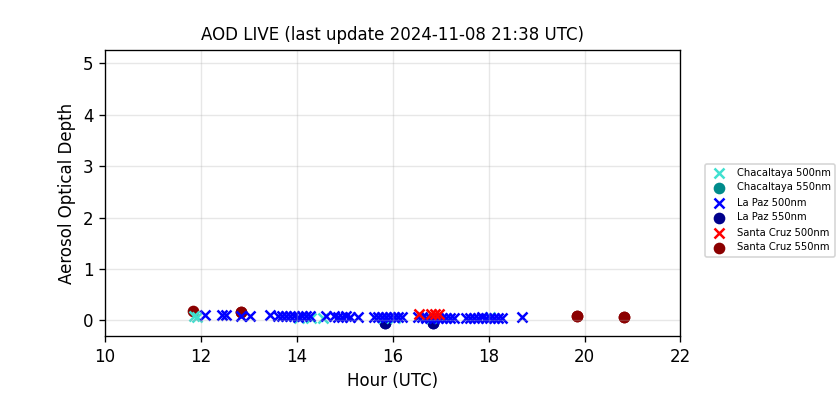 AOD LIVE (last update 2024-11-08 21:38 UTC)
5
4
3
2
1
0
Aerosol Optical Depth
10 12 14 16 18 20 22
Hour (UTC)
Chacaltaya 500nm
Chacaltaya 550nm
La Paz 500nm
La Paz 550nm
Santa Cruz 500nm
Santa Cruz 550nm